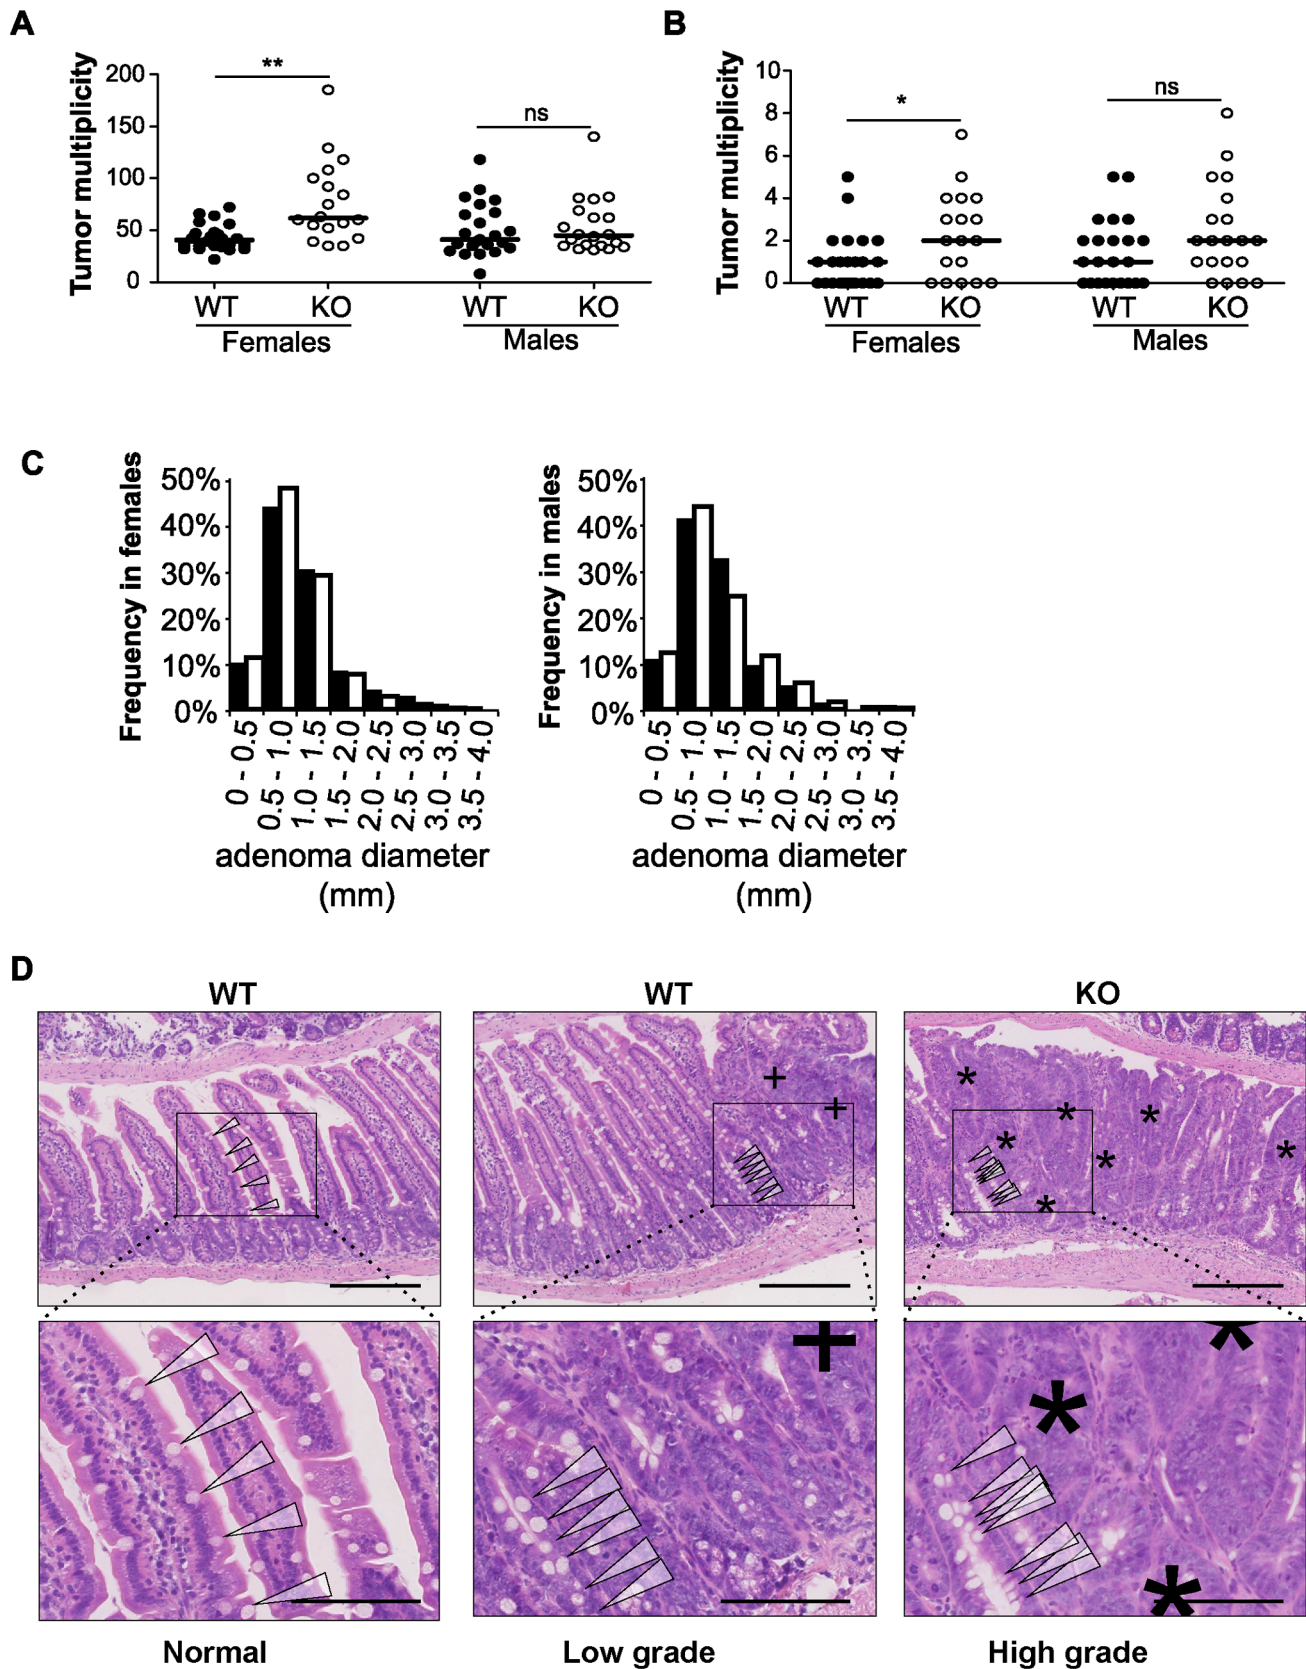 A
Tumor multiplicity
200
150
100
50
0
**
ns
WT KO WT KO
Females Males
B
Tumor multiplicity
10
8
6
4
2
0
*
ns
WT KO WT KO
Females Males
C
Frequency in females
50%
40%
30%
20%
10%
0%
0 - 0.5
0.5 - 1.0
1.0 - 1.5
1.5 - 2.0
2.0 - 2.5
2.5 - 3.0
3.0 - 3.5
3.5 - 4.0
adenoma diameter
(mm)
Frequency in males
50%
40%
30%
20%
10%
0%
0 - 0.5
0.5 - 1.0
1.0 - 1.5
1.5 - 2.0
2.0 - 2.5
2.5 - 3.0
3.0 - 3.5
3.5 - 4.0
adenoma diameter
(mm)
D
WT WT KO
+
+
*
*
*
*
*
*
*
+
*
*
*
Normal Low grade High grade